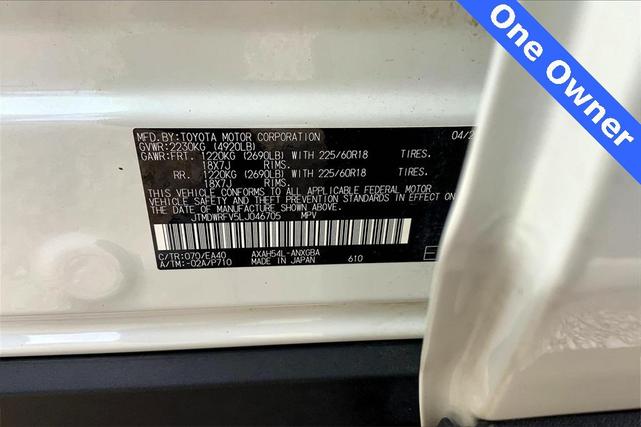 One Owner
MFD.BY:TOYOTA MOTOR CORPORATION 04/2
GVWR:2230KG (4920LB)
GAWR:FRT. 1220KG (2690LB) WITH 225/60R18 TIRES.
18X7J RIMS.
RR. 1220KG (2690LB) WITH 225/60R18 TIRES.
18X7J RIMS.
THIS VEHICLE CONFORMS TO ALL APPLICABLE FEDERAL MOTOR
VEHICLE SAFETY AND THEFT PREVENTION STANDARDS IN EFFECT ON
THE DATE OF MANUFACTURE SHOWN ABOVE.
JTMDWRFV5LJ046705 MPV
C/TR:070/EA40 AXAH54L-ANXGBA
A/TM:-02A/P710 MADE IN JAPAN 610